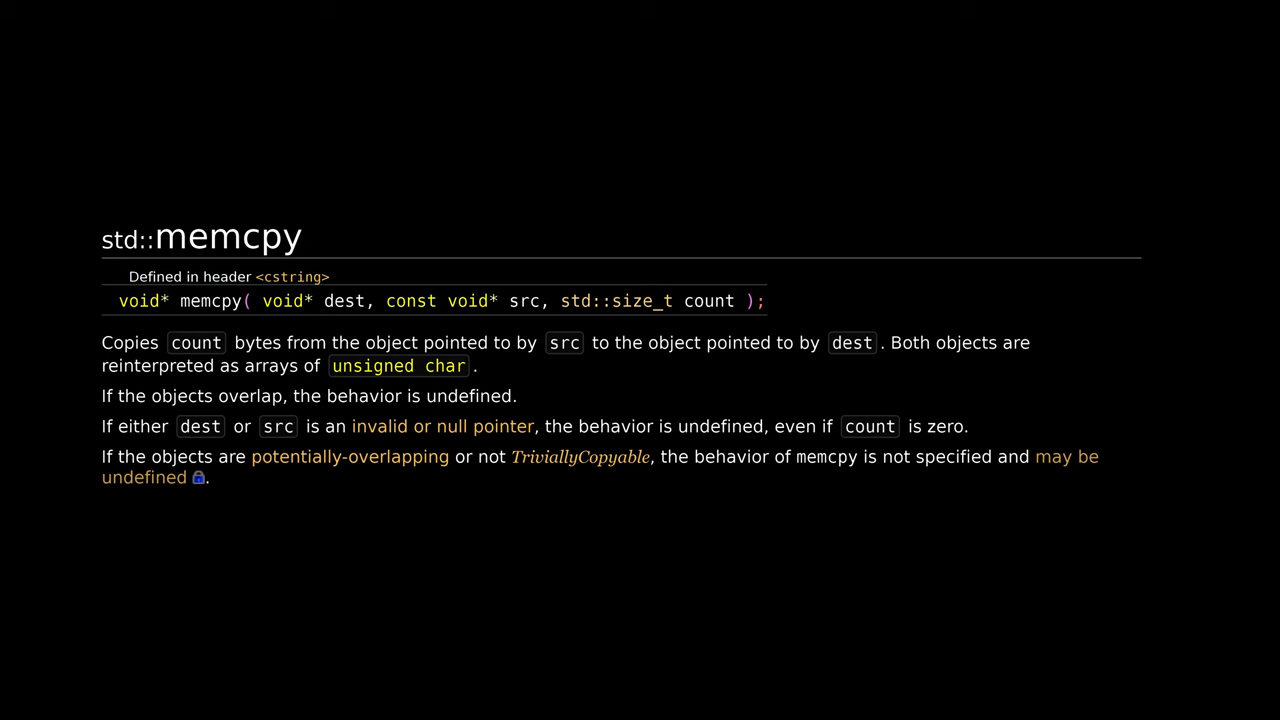 std::memcpy
Defined in header <cstring>
void* memcpy( void* dest, const void* src, std::size_t count );
Copies count bytes from the object pointed to by src to the object pointed to by dest. Both objects are
reinterpreted as arrays of unsigned char.
If the objects overlap, the behavior is undefined.
If either dest or src is an invalid or null pointer, the behavior is undefined, even if count is zero.
If the objects are potentially-overlapping or not TriviallyCopyable, the behavior of memcpy is not specified and may be
undefined.